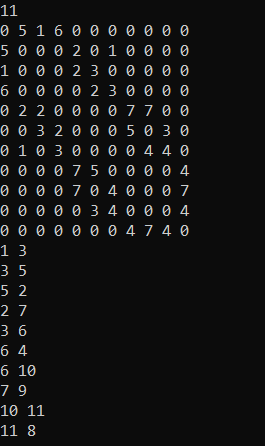 11
0 5 1 6 0 0 0 0 0 0 0
5 0 0 0 2 0 1 0 0 0 0
1 0 0 0 2 3 0 0 0 0 0
6 0 0 0 0 2 3 0 0 0 0
0 2 2 0 0 0 0 7 7 0 0
0 0 3 2 0 0 0 5 0 3 0
0 1 0 3 0 0 0 0 4 4 0
0 0 0 0 7 5 0 0 0 0 4
0 0 0 0 7 0 4 0 0 0 7
0 0 0 0 0 3 4 0 0 0 4
0 0 0 0 0 0 0 4 7 4 0
1 3
3 5
5 2
2 7
3 6
6 4
6 10
7 9
10 11
11 8